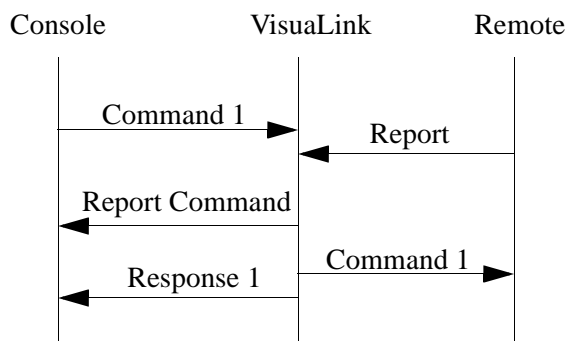 Console VisuaLink Remote
Command 1
Report
Report Command
Command 1
Response 1